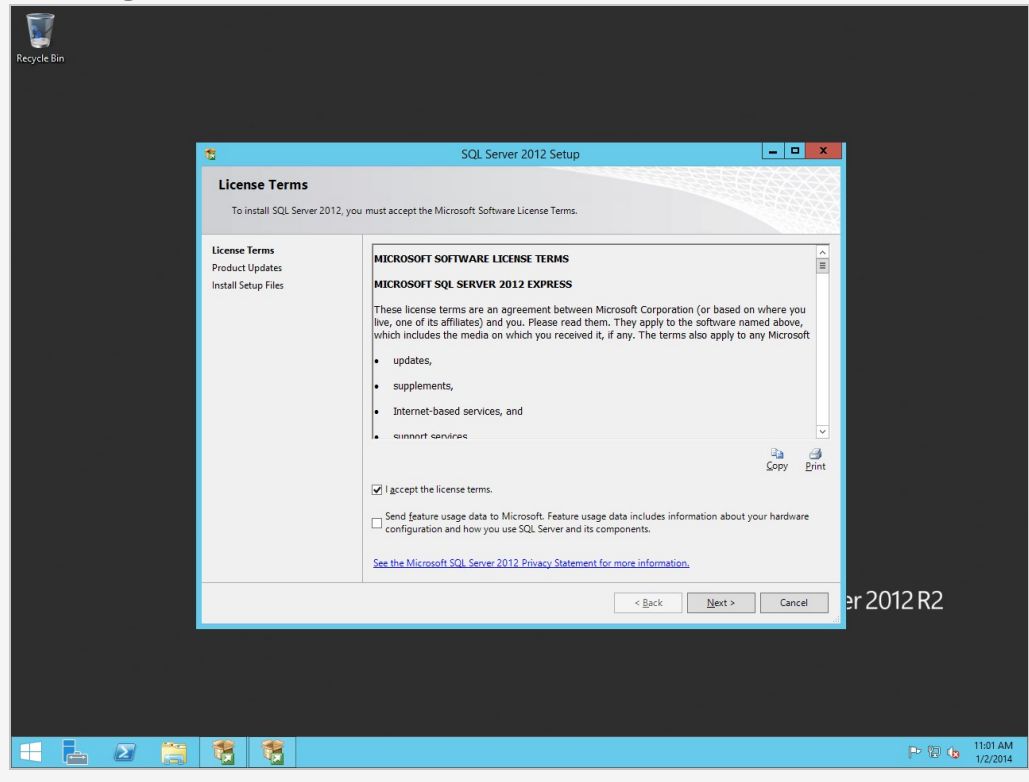 Recycle Bin
SQL Server 2012 Setup
License Terms
To install SQL Server 2012, you must accept the Microsoft Software License Terms.
License Terms
Product Updates
Install Setup Files
MICROSOFT SOFTWARE LICENSE TERMS
MICROSOFT SQL SERVER 2012 EXPRESS
These license terms are an agreement between Microsoft Corporation (or based on where you
live, one of its affiliates) and you. Please read them. They apply to the software named above,
which includes the media on which you received it, if any. The terms also apply to any Microsoft
• updates,
• supplements,
• Internet-based services, and
• support services
Copy Print
I accept the license terms.
Send feature usage data to Microsoft. Feature usage data includes information about your hardware
configuration and how you use SQL Server and its components.
See the Microsoft SQL Server 2012 Privacy Statement for more information.
< Back Next > Cancel
er 2012 R2
11:01 AM
1/2/2014